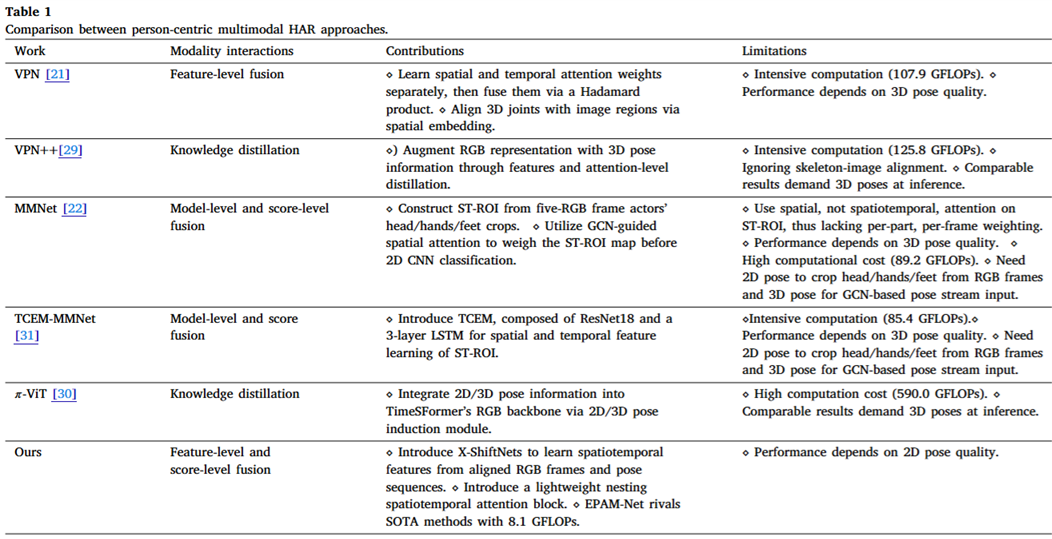 Table 1
Comparison between person-centric multimodal HAR approaches.
Work Modality interactions Contributions Limitations
VPN [21] Feature-level fusion ⋄ Learn spatial and temporal attention weights ⋄ Intensive computation (107.9 GFLOPs). ⋄
separately, then fuse them via a Hadamard Performance depends on 3D pose quality.
product. ⋄ Align 3D joints with image regions via
spatial embedding.
VPN++[29] Knowledge distillation ⋄) Augment RGB representation with 3D pose ⋄ Intensive computation (125.8 GFLOPs). ⋄
information through features and attention-level Ignoring skeleton-image alignment. ⋄ Comparable
distillation. results demand 3D poses at inference.
MMNet [22] Model-level and score-level ⋄ Construct ST-ROI from five-RGB frame actors' ⋄ Use spatial, not spatiotemporal, attention on
fusion head/hands/feet crops. ⋄ Utilize GCN-guided ST-ROI, thus lacking per-part, per-frame weighting.
spatial attention to weigh the ST-ROI map before ⋄ Performance depends on 3D pose quality. ⋄
2D CNN classification. High computational cost (89.2 GFLOPs). ⋄ Need
2D pose to crop head/hands/feet from RGB frames
and 3D pose for GCN-based pose stream input.
TCEM-MMNet Model-level and score ⋄ Introduce TCEM, composed of ResNet18 and a ⋄Intensive computation (85.4 GFLOPs).⋄
[31] fusion 3-layer LSTM for spatial and temporal feature Performance depends on 3D pose quality. ⋄ Need
learning of ST-ROI. 2D pose to crop head/hands/feet from RGB frames
and 3D pose for GCN-based pose stream input.
π-ViT [30] Knowledge distillation ⋄ Integrate 2D/3D pose information into ⋄ High computation cost (590.0 GFLOPs). ⋄
TimeSFormer's RGB backbone via 2D/3D pose Comparable results demand 3D poses at inference.
induction module.
Ours Feature-level and ⋄ Introduce X-ShiftNets to learn spatiotemporal ⋄ Performance depends on 2D pose quality.
score-level fusion features from aligned RGB frames and pose
sequences. ⋄ Introduce a lightweight nesting
spatiotemporal attention block. ⋄ EPAM-Net rivals
SOTA methods with 8.1 GFLOPs.